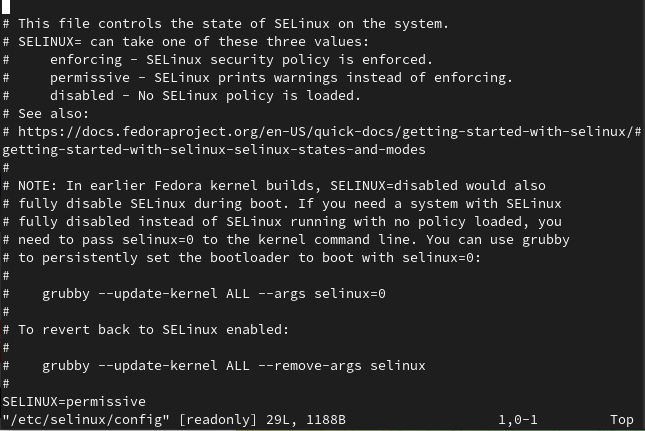 # This file controls the state of SELinux on the system.
# SELINUX= can take one of these three values:
#     enforcing - SELinux security policy is enforced.
#     permissive - SELinux prints warnings instead of enforcing.
#     disabled - No SELinux policy is loaded.
# See also:
# https://docs.fedoraproject.org/en-US/quick-docs/getting-started-with-selinux/#
getting-started-with-selinux-selinux-states-and-modes
#
# NOTE: In earlier Fedora kernel builds, SELINUX=disabled would also
# fully disable SELinux during boot. If you need a system with SELinux
# fully disabled instead of SELinux running with no policy loaded, you
# need to pass selinux=0 to the kernel command line. You can use grubby
# to persistently set the bootloader to boot with selinux=0:
#
#    grubby --update-kernel ALL --args selinux=0
#
# To revert back to SELinux enabled:
#
#    grubby --update-kernel ALL --remove-args selinux
#
SELINUX=permissive
"/etc/selinux/config" [readonly] 29L, 1188B 1,0-1 Top